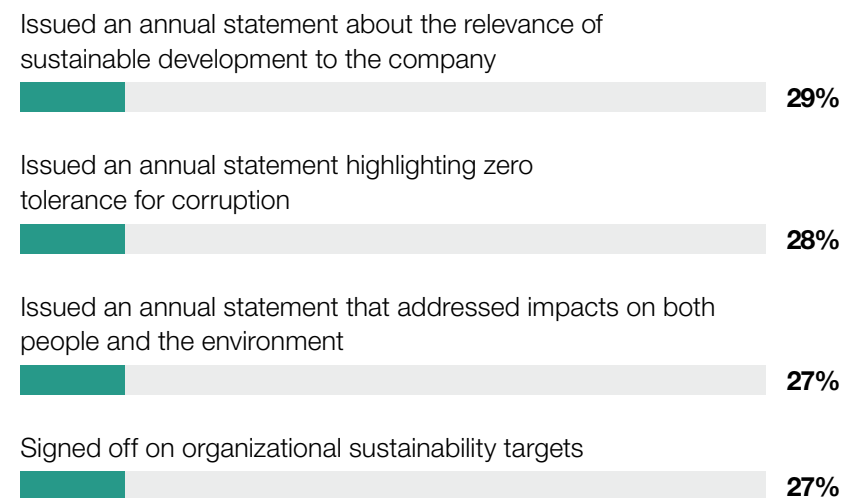 Issued an annual statement about the relevance of
sustainable development to the company
29%
Issued an annual statement highlighting zero
tolerance for corruption
28%
Issued an annual statement that addressed impacts on both
people and the environment
27%
Signed off on organizational sustainability targets
27%